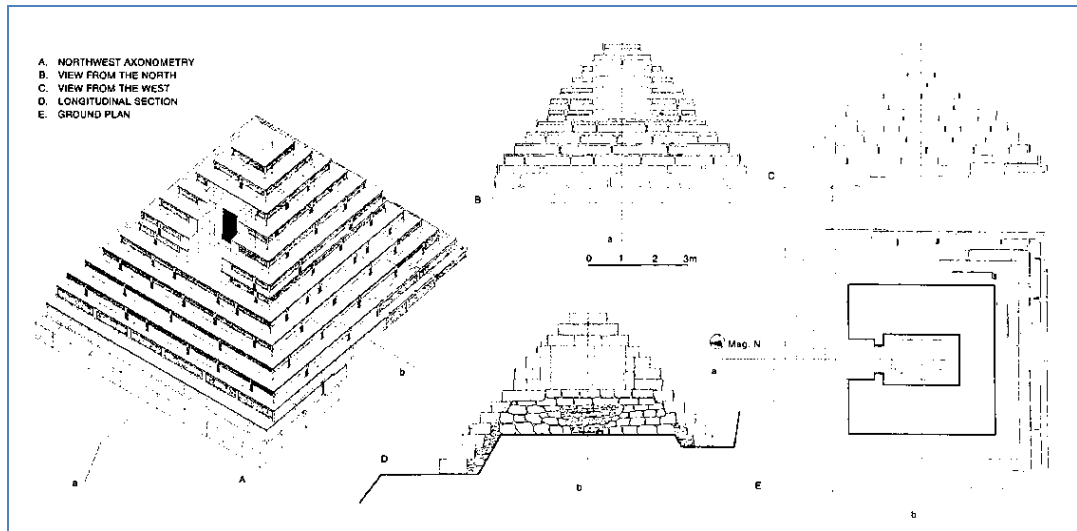 A. NORTHWEST AXONOMETRY
B. VIEW FROM THE NORTH
C. VIEW FROM THE WEST
D. LONGITUDINAL SECTION
E. GROUND PLAN
B
C
a
0 1 2 3m
Mag. N
a
b
a
A
D
b
E
b